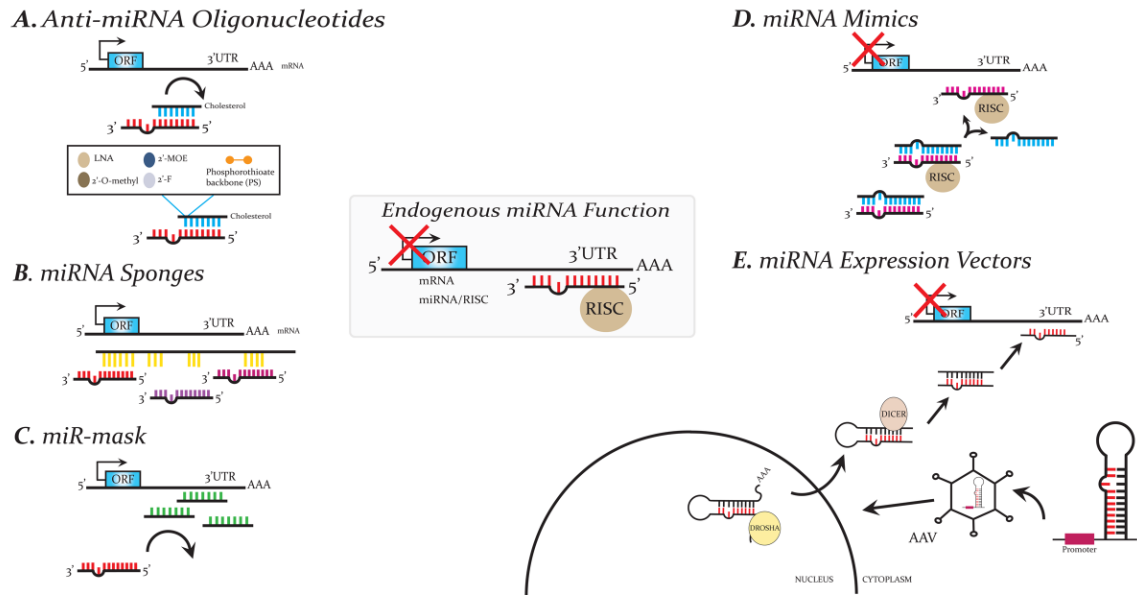 A. Anti-miRNA Oligonucleotides
ORF
3'UTR
5'
AAA mRNA
Cholesterol
3'
5'
LNA
2'-MOE
2'-O-methyl
2'-F
Phosphorothioate
backbone (PS)
Cholesterol
3'
5'
B. miRNA Sponges
ORF
3'UTR
5'
AAA mRNA
3'
5'
3'
5'
3'
5'
C. miR-mask
ORF
3'UTR
5'
AAA
3'
5'
Endogenous miRNA Function
ORF
3'UTR
5'
AAA
mRNA
miRNA/RISC
3'
5'
RISC
D. miRNA Mimics
ORF
3'UTR
5'
AAA
3'
5'
RISC
3'
5'
RISC
3'
5'
E. miRNA Expression Vectors
ORF
3'UTR
5'
AAA
5'
DICER
AAA
DROSHA
AAV
Promoter
NUCLEUS
CYTOPLASM